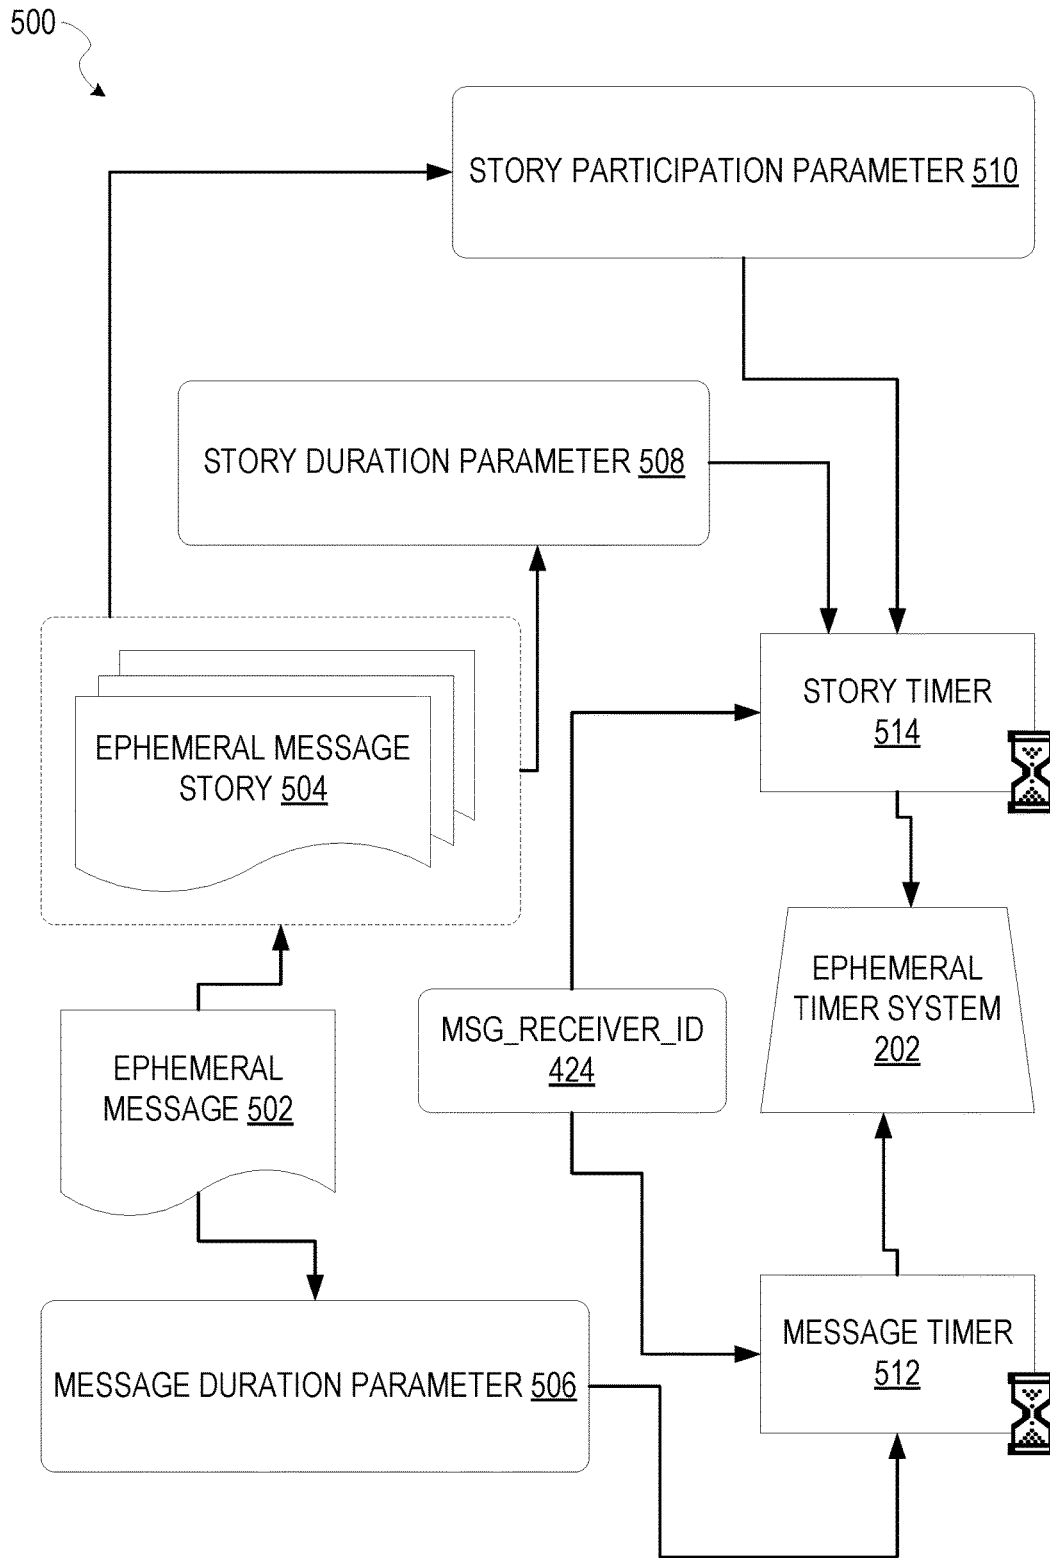 500
STORY PARTICIPATION PARAMETER 510
STORY DURATION PARAMETER 508
STORY TIMER
514
EPHEMERAL MESSAGE
STORY 504
EPHEMERAL
TIMER SYSTEM
202
MSG_RECEIVER_ID
424
EPHEMERAL
MESSAGE 502
MESSAGE TIMER
512
MESSAGE DURATION PARAMETER 506